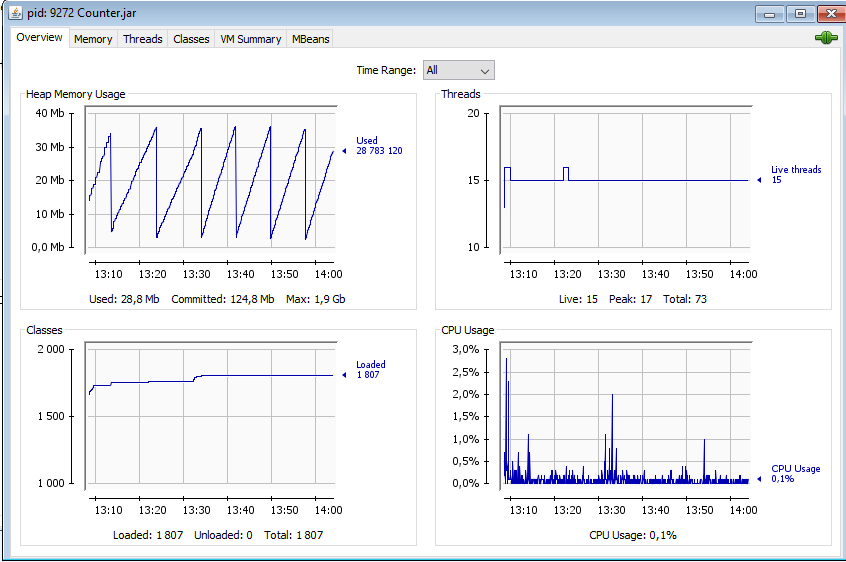 pid: 9272 Counter.jar
Overview Memory Threads Classes VM Summary MBeans
Time Range: All
Heap Memory Usage
40 Mb
30 Mb
20 Mb
10 Mb
0,0 Mb
Used
28 783 120
13:10 13:20 13:30 13:40 13:50 14:00
Used: 28,8 Mb Committed: 124,8 Mb Max: 1,9 Gb
Threads
20
15
10
Live threads
15
13:10 13:20 13:30 13:40 13:50 14:00
Live: 15 Peak: 17 Total: 73
Classes
2 000
1 500
1 000
Loaded
1 807
13:10 13:20 13:30 13:40 13:50 14:00
Loaded: 1 807 Unloaded: 0 Total: 1 807
CPU Usage
3,0%
2,5%
2,0%
1,5%
1,0%
0,5%
0,0%
CPU Usage
0,1%
13:10 13:20 13:30 13:40 13:50 14:00
CPU Usage: 0,1%